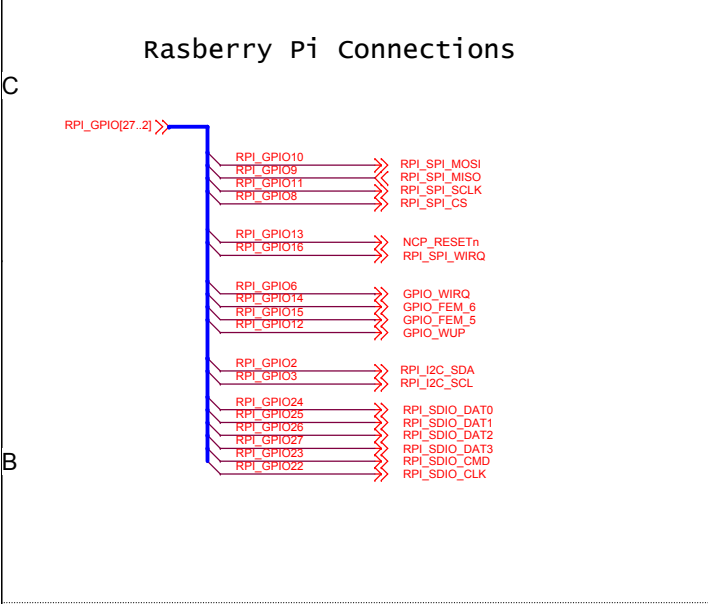 Rasberry Pi Connections
C
RPI_GPIO[27..2]
RPI_GPIO10 RPI_SPI_MOSI
RPI_GPIO9 RPI_SPI_MISO
RPI_GPIO11 RPI_SPI_SCLK
RPI_GPIO8 RPI_SPI_CS
RPI_GPIO13 NCP_RESETn
RPI_GPIO16 RPI_SPI_WIRQ
RPI_GPIO6 GPIO_WIRQ
RPI_GPIO14 GPIO_FEM_6
RPI_GPIO15 GPIO_FEM_5
RPI_GPIO12 GPIO_WUP
RPI_GPIO2 RPI_I2C_SDA
RPI_GPIO3 RPI_I2C_SCL
RPI_GPIO24 RPI_SDIO_DAT0
RPI_GPIO25 RPI_SDIO_DAT1
RPI_GPIO26 RPI_SDIO_DAT2
RPI_GPIO27 RPI_SDIO_DAT3
RPI_GPIO23 RPI_SDIO_CMD
B
RPI_GPIO22 RPI_SDIO_CLK